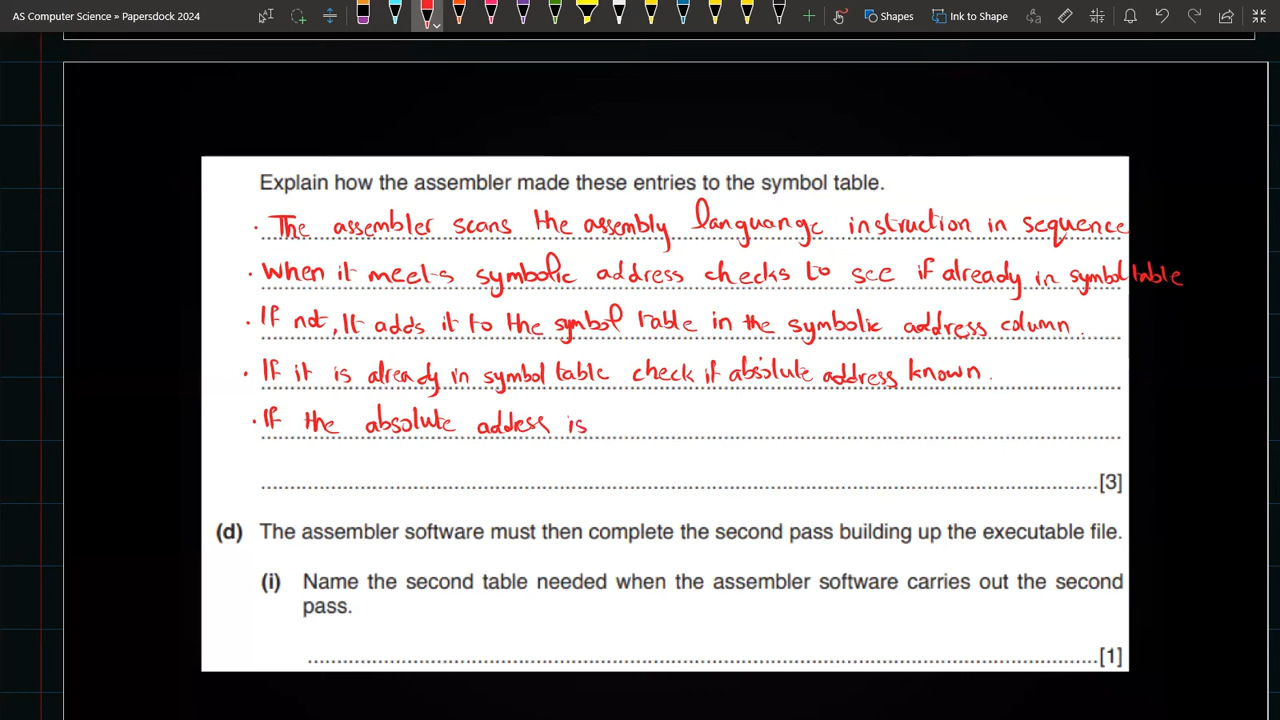 AS Computer Science » Papersdock 2024
Shapes
Ink to Shape
Explain how the assembler made these entries to the symbol table.
· The assembler scans the assembly languange instruction in sequence
· When it meets symbolic address checks to see if already in symbol table
· If not, It adds it to the symbol table in the symbolic address column.
· If it is already in symbol table check if absolute address known.
· If the absolute address is
[3]
(d) The assembler software must then complete the second pass building up the executable file.
(i) Name the second table needed when the assembler software carries out the second
pass.
[1]